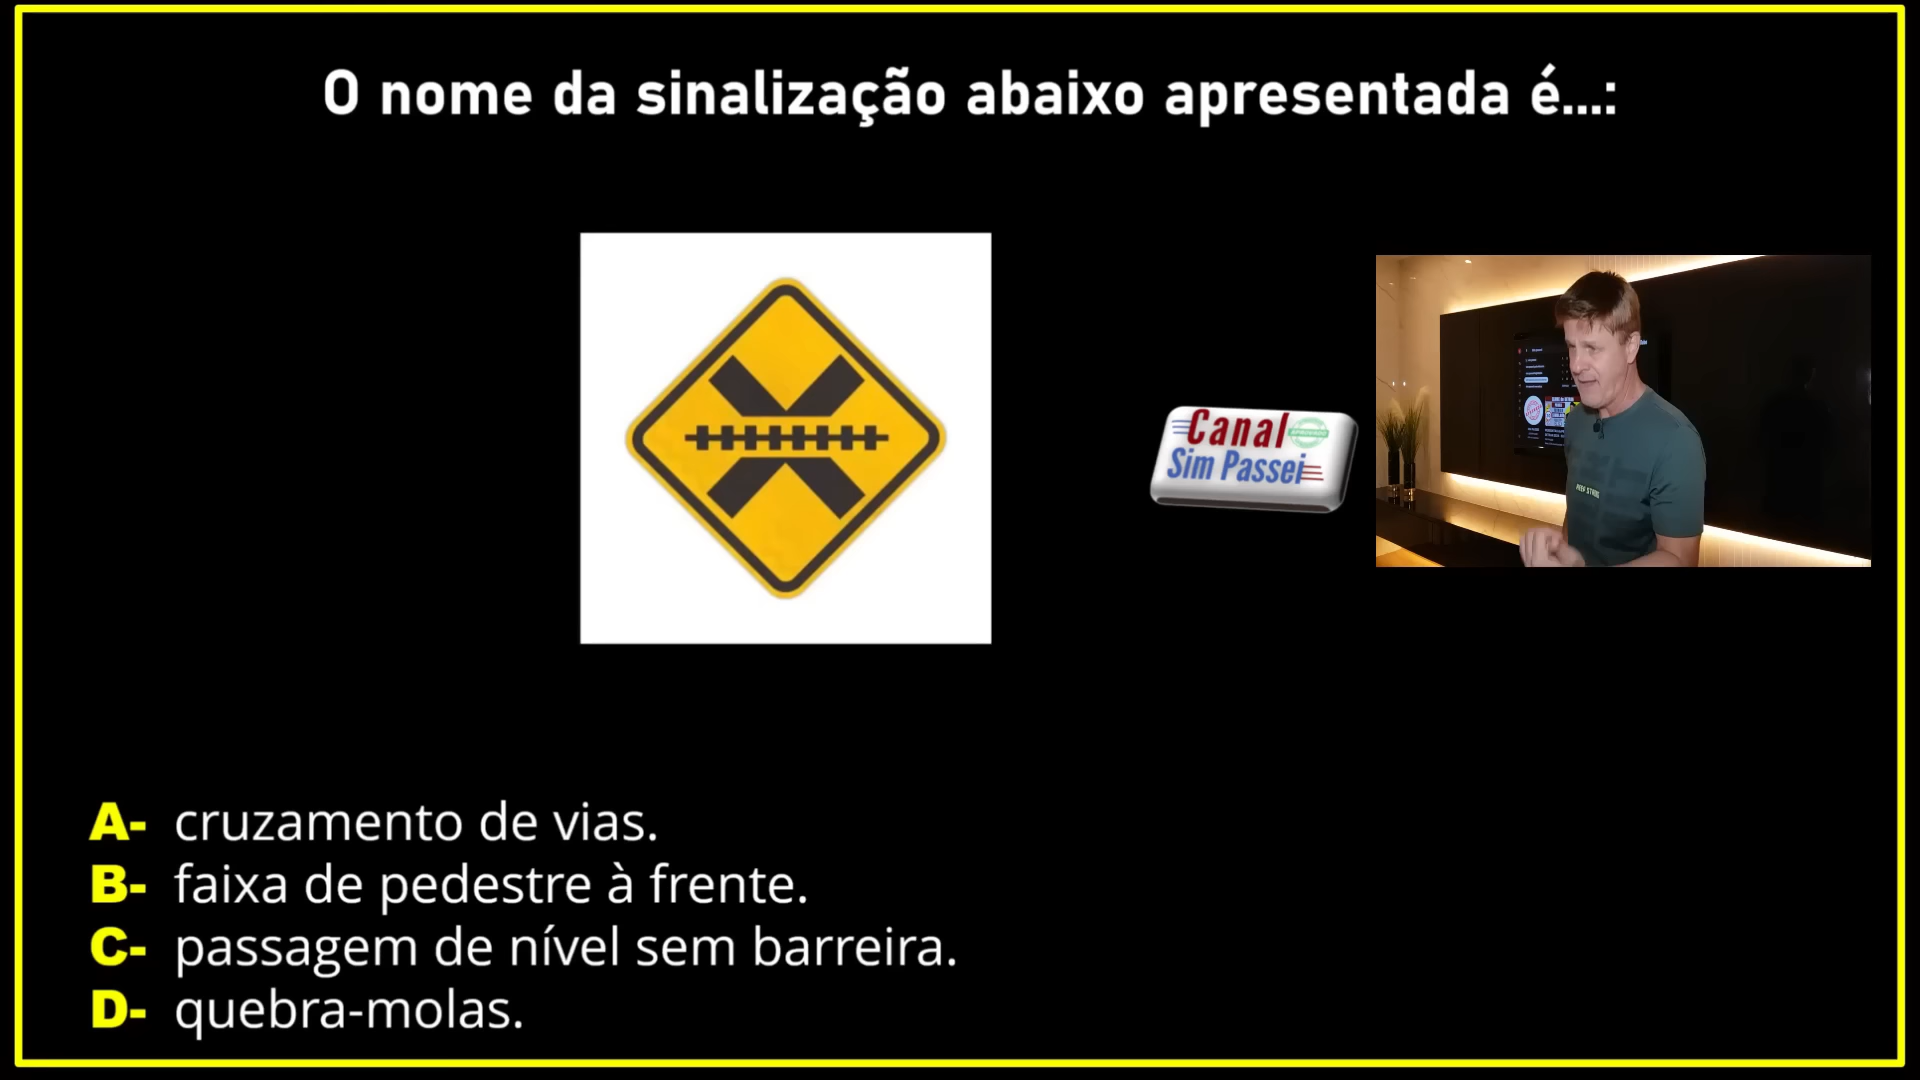 O nome da sinalização abaixo apresentada é...:
Canal
Sim Passei
A- cruzamento de vias.
B- faixa de pedestre à frente.
C- passagem de nível sem barreira.
D- quebra-molas.